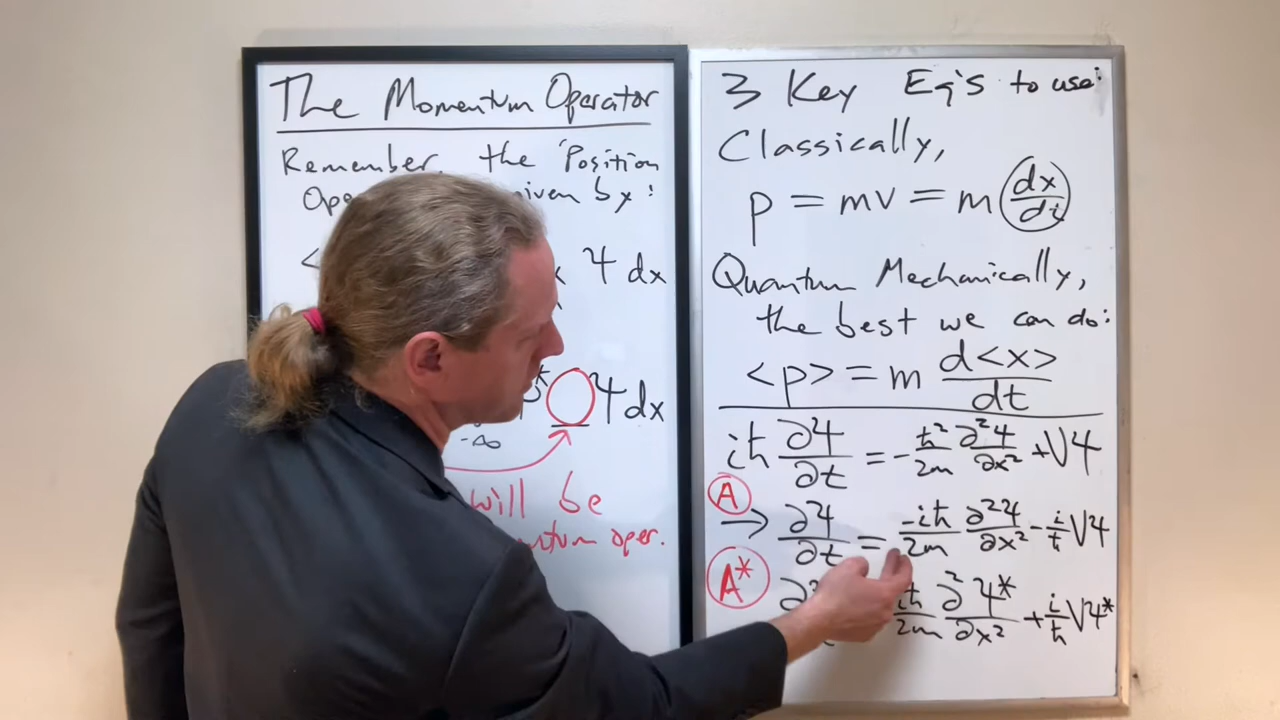 The Momentum Operator
Remember, the "Position
given by:
Ψ dx
-∞
Ψ dx
will be
oper.
3 Key Eq's to use:
Classically,
p = mv = m dx/dt
Quantum Mechanically,
the best we can do:
<p> = m d<x>/dt
iℏ ∂Ψ/∂t = -ℏ²/2m ∂²Ψ/∂x² + VΨ
A
→ ∂Ψ/∂t = -iℏ/2m ∂²Ψ/∂x² - i/ℏ VΨ
A*
2m ∂²Ψ*/∂x² + i/ℏ VΨ*